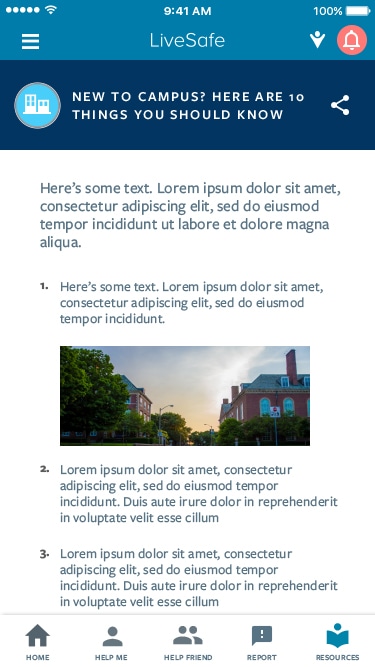 9:41 AM
100%
LiveSafe
NEW TO CAMPUS? HERE ARE 10
THINGS YOU SHOULD KNOW
Here's some text. Lorem ipsum dolor sit amet,
consectetur adipiscing elit, sed do eiusmod
tempor incididunt ut labore et dolore magna
aliqua.
1. Here's some text. Lorem ipsum dolor sit amet,
consectetur adipiscing elit, sed do eiusmod
tempor incididunt.
2. Lorem ipsum dolor sit amet, consectetur
adipiscing elit, sed do eiusmod tempor
incididunt. Duis aute irure dolor in reprehenderit
in voluptate velit esse cillum
3. Lorem ipsum dolor sit amet, consectetur
adipiscing elit, sed do eiusmod tempor
incididunt. Duis aute irure dolor in reprehenderit
in voluptate velit esse cillum
HOME
HELP ME
HELP FRIEND
REPORT
RESOURCES